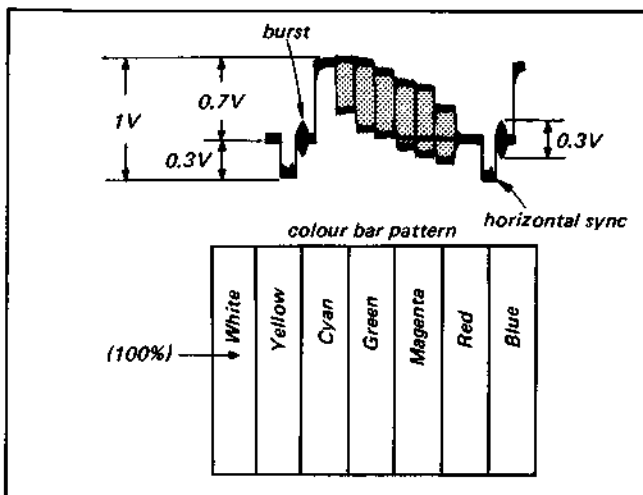 burst
0.7V
1V
0.3V
0.3V
horizontal sync
colour bar pattern
(100%)
White
Yellow
Cyan
Green
Magenta
Red
Blue